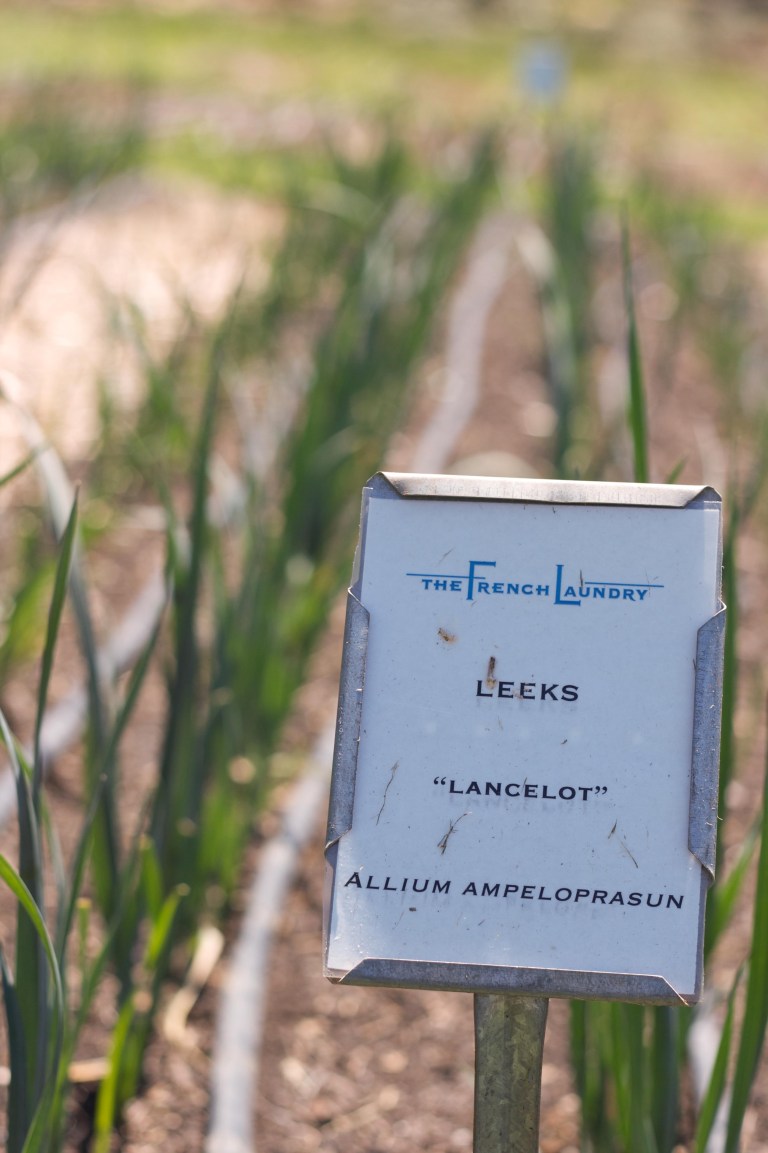 THE FRENCH LAUNDRY
LEEKS
“LANCELOT”
ALLIUM AMPELOPRASUN